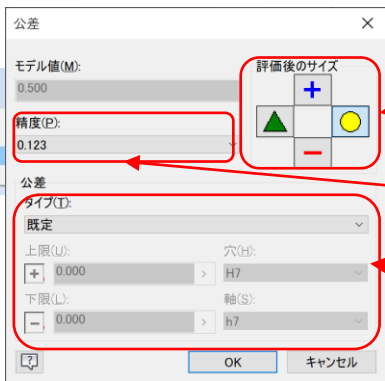 公差
モデル値(M):
0.500
評価後のサイズ
精度(P):
0.123
公差
タイプ(T):
既定
上限(U):
穴(H):
0.000
H7
下限(L):
軸(S):
0.000
h7
OK
キャンセル